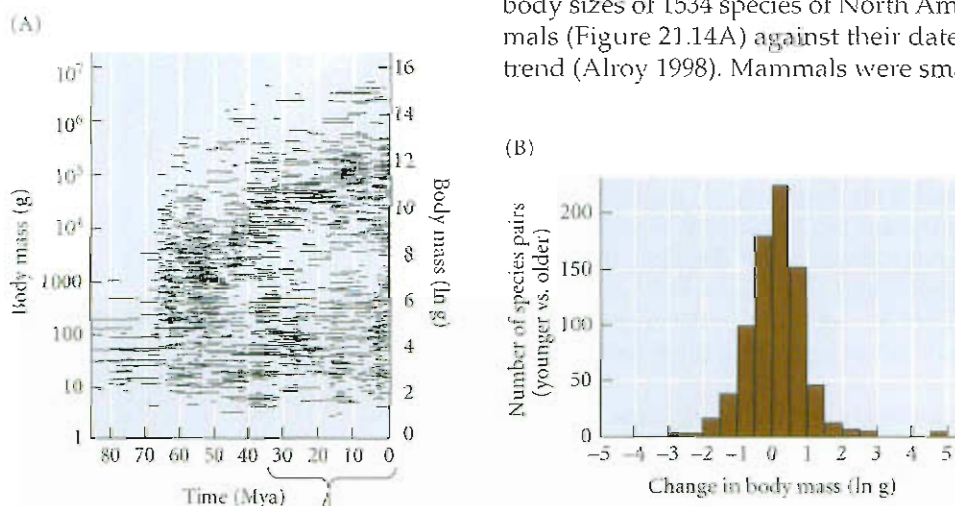 (A)
body sizes of 1534 species of North Am
mals (Figure 21.14A) against their date
trend (Alroy 1998). Mammals were sma
10⁷
10⁶
10⁵
10⁴
1000
100
10
1
Body mass (g)
16
14
12
10
8
6
4
2
0
Body mass (ln g)
80 70 60 50 40 30 20 10 0
Time (Mya)
(B)
200
150
100
50
0
Number of species pairs
(younger vs. older)
−5 −4 −3 −2 −1 0 1 2 3 4 5
Change in body mass (ln g)